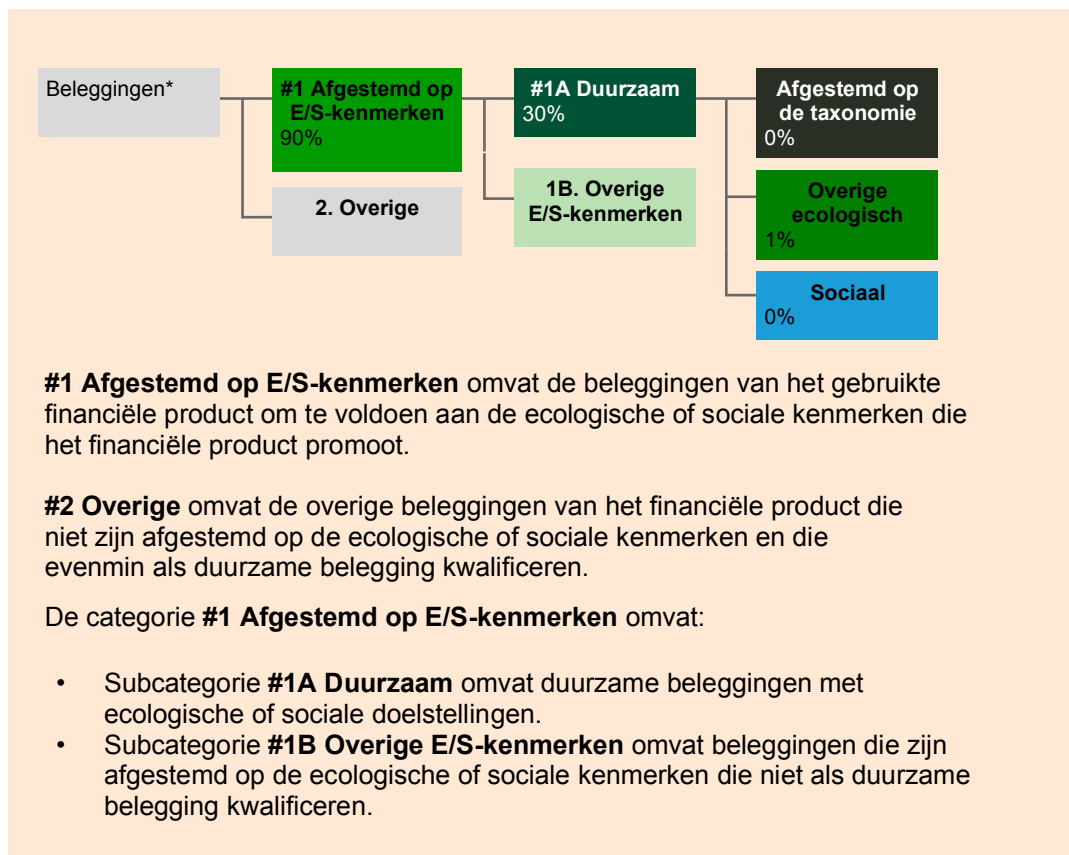 Beleggingen*
#1 Afgestemd op
E/S-kenmerken
90%
2. Overige
#1A Duurzaam
30%
1B. Overige
E/S-kenmerken
Afgestemd op
de taxonomie
0%
Overige
ecologisch
1%
Sociaal
0%
#1 Afgestemd op E/S-kenmerken omvat de beleggingen van het gebruikte
financiële product om te voldoen aan de ecologische of sociale kenmerken die
het financiële product promoot.
#2 Overige omvat de overige beleggingen van het financiële product die
niet zijn afgestemd op de ecologische of sociale kenmerken en die
evenmin als duurzame belegging kwalificeren.
De categorie #1 Afgestemd op E/S-kenmerken omvat:
• Subcategorie #1A Duurzaam omvat duurzame beleggingen met
ecologische of sociale doelstellingen.
• Subcategorie #1B Overige E/S-kenmerken omvat beleggingen die zijn
afgestemd op de ecologische of sociale kenmerken die niet als duurzame
belegging kwalificeren.